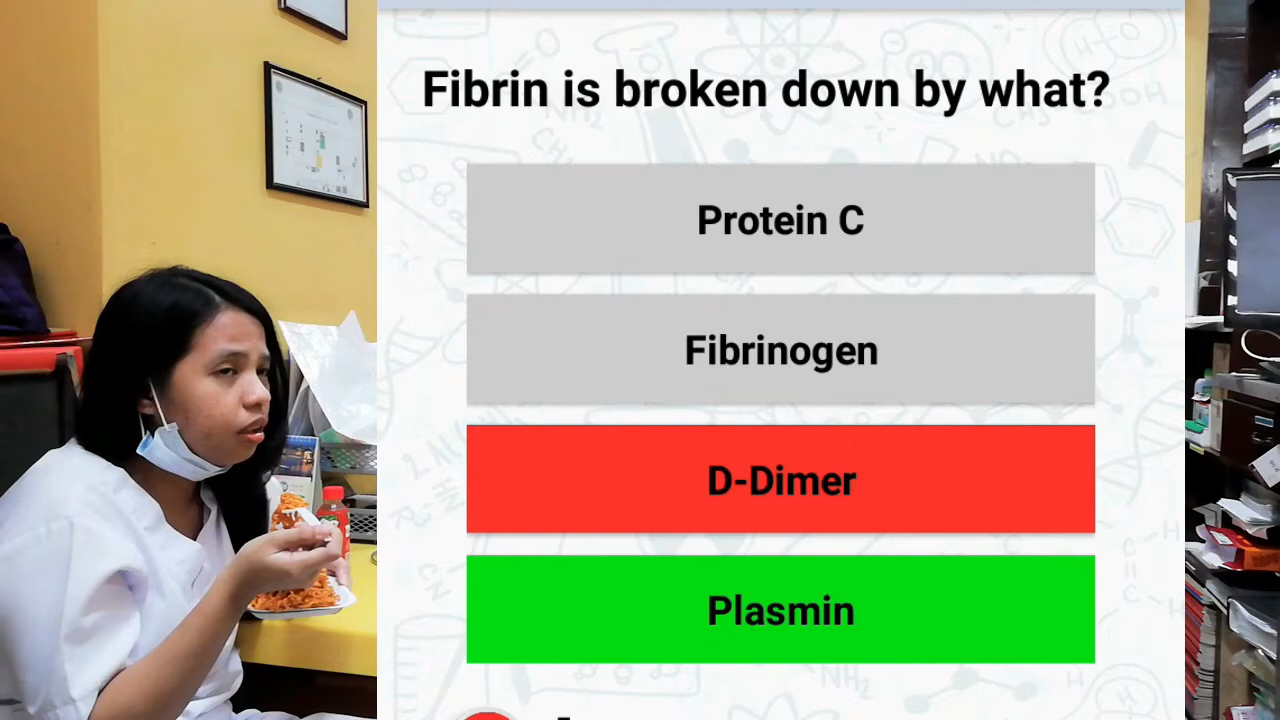 Fibrin is broken down by what?
Protein C
Fibrinogen
D-Dimer
Plasmin